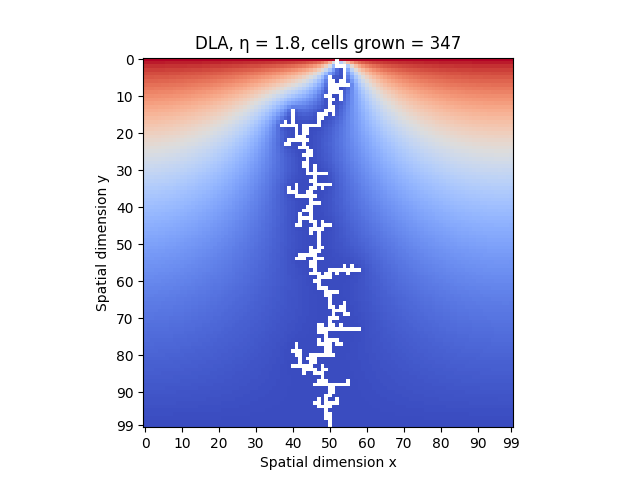 DLA, η = 1.8, cells grown = 347
0
10
20
30
40
50
60
70
80
90
99
Spatial dimension y
0 10 20 30 40 50 60 70 80 90 99
Spatial dimension x